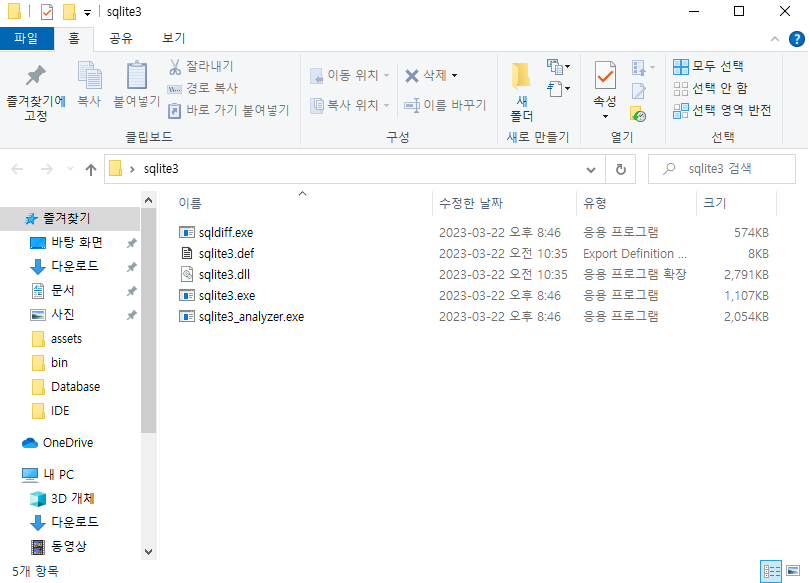 sqlite3
파일 홈 공유 보기
즐겨찾기에 고정
복사
붙여넣기
잘라내기
경로 복사
바로 가기 붙여넣기
클립보드
이동 위치
복사 위치
삭제
이름 바꾸기
구성
새 폴더
새로 만들기
속성
열기
모두 선택
선택 안 함
선택 영역 반전
선택
sqlite3
sqlite3 검색
즐겨찾기
바탕 화면
다운로드
문서
사진
assets
bin
Database
IDE
OneDrive
내 PC
3D 개체
다운로드
동영상
이름 수정한 날짜 유형 크기
sqldiff.exe 2023-03-22 오후 8:46 응용 프로그램 574KB
sqlite3.def 2023-03-22 오전 10:35 Export Definition ... 8KB
sqlite3.dll 2023-03-22 오전 10:35 응용 프로그램 확장 2,791KB
sqlite3.exe 2023-03-22 오후 8:46 응용 프로그램 1,107KB
sqlite3_analyzer.exe 2023-03-22 오후 8:46 응용 프로그램 2,054KB
5개 항목